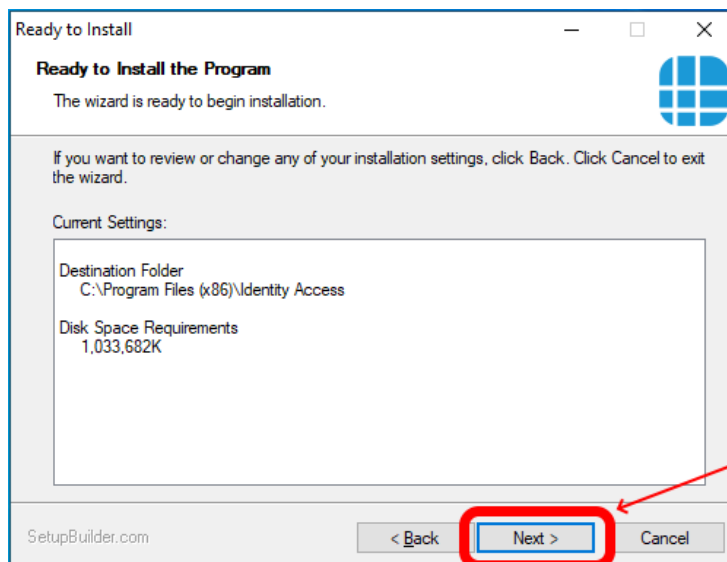 Ready to Install
Ready to Install the Program
The wizard is ready to begin installation.
If you want to review or change any of your installation settings, click Back. Click Cancel to exit
the wizard.
Current Settings:
Destination Folder
C:\Program Files (x86)\Identity Access
Disk Space Requirements
1,033,682K
SetupBuilder.com
< Back
Next >
Cancel